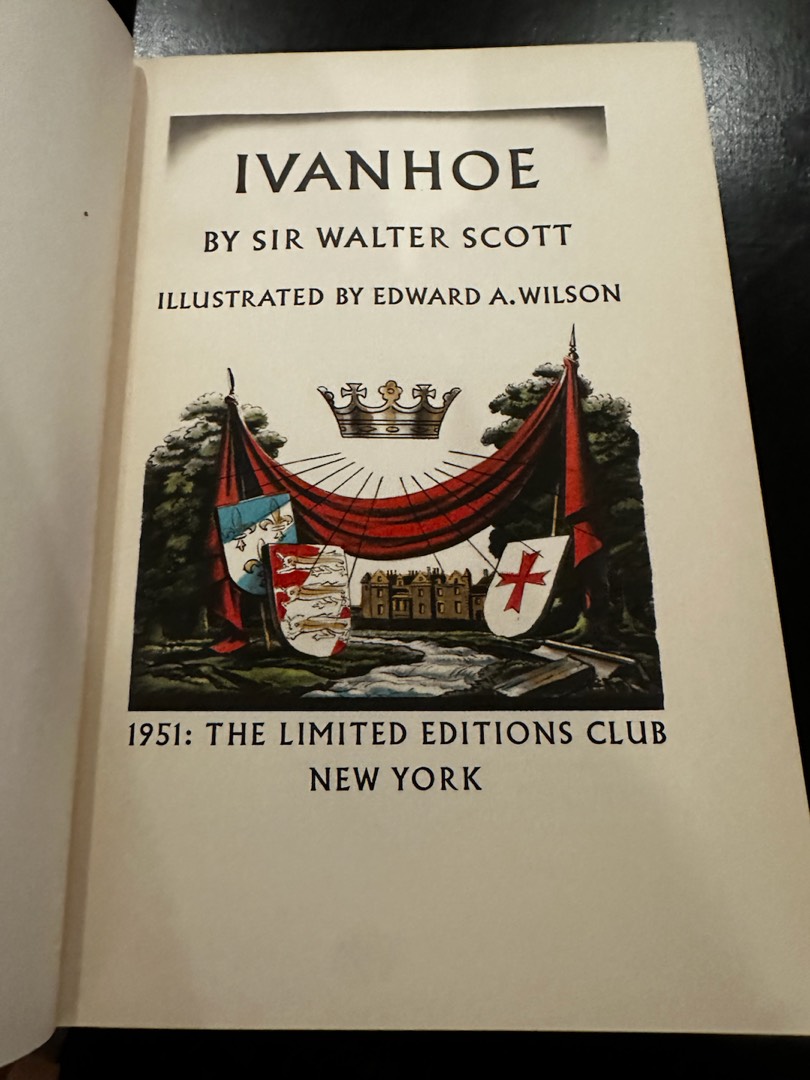 IVANHOE
BY SIR WALTER SCOTT
ILLUSTRATED BY EDWARD A. WILSON
1951: THE LIMITED EDITIONS CLUB
NEW YORK